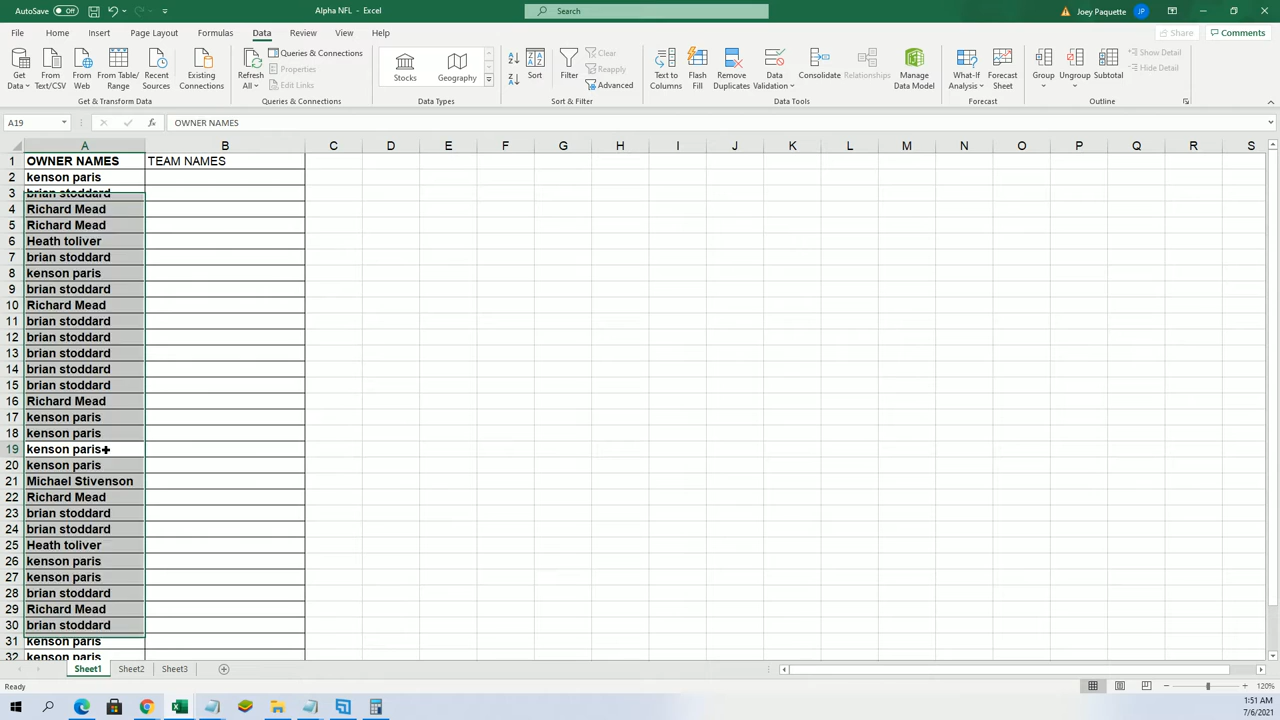 AutoSave Off
Alpha NFL - Excel
Search
Joey Paquette JP
File Home Insert Page Layout Formulas Data Review View Help
Share Comments
Get Data
From Text/CSV
From Web
From Table/ Range
Recent Sources
Existing Connections
Get & Transform Data
Refresh All
Queries & Connections
Properties
Edit Links
Queries & Connections
Stocks
Geography
Data Types
Sort
Filter
Clear
Reapply
Advanced
Sort & Filter
Text to Columns
Flash Fill
Remove Duplicates
Data Validation
Consolidate
Relationships
Manage Data Model
Data Tools
What-If Analysis
Forecast Sheet
Forecast
Group
Ungroup
Subtotal
Show Detail
Hide Detail
Outline
A19 fx OWNER NAMES
A B C D E F G H I J K L M N O P Q R S
1 OWNER NAMES TEAM NAMES
2 kenson paris
3 brian stoddard
4 Richard Mead
5 Richard Mead
6 Heath toliver
7 brian stoddard
8 kenson paris
9 brian stoddard
10 Richard Mead
11 brian stoddard
12 brian stoddard
13 brian stoddard
14 brian stoddard
15 brian stoddard
16 Richard Mead
17 kenson paris
18 kenson paris
19 kenson paris
20 kenson paris
21 Michael Stivenson
22 Richard Mead
23 brian stoddard
24 brian stoddard
25 Heath toliver
26 kenson paris
27 kenson paris
28 brian stoddard
29 Richard Mead
30 brian stoddard
31 kenson paris
32 kenson paris
Sheet1 Sheet2 Sheet3
Ready
120%
1:51 AM
7/6/2021